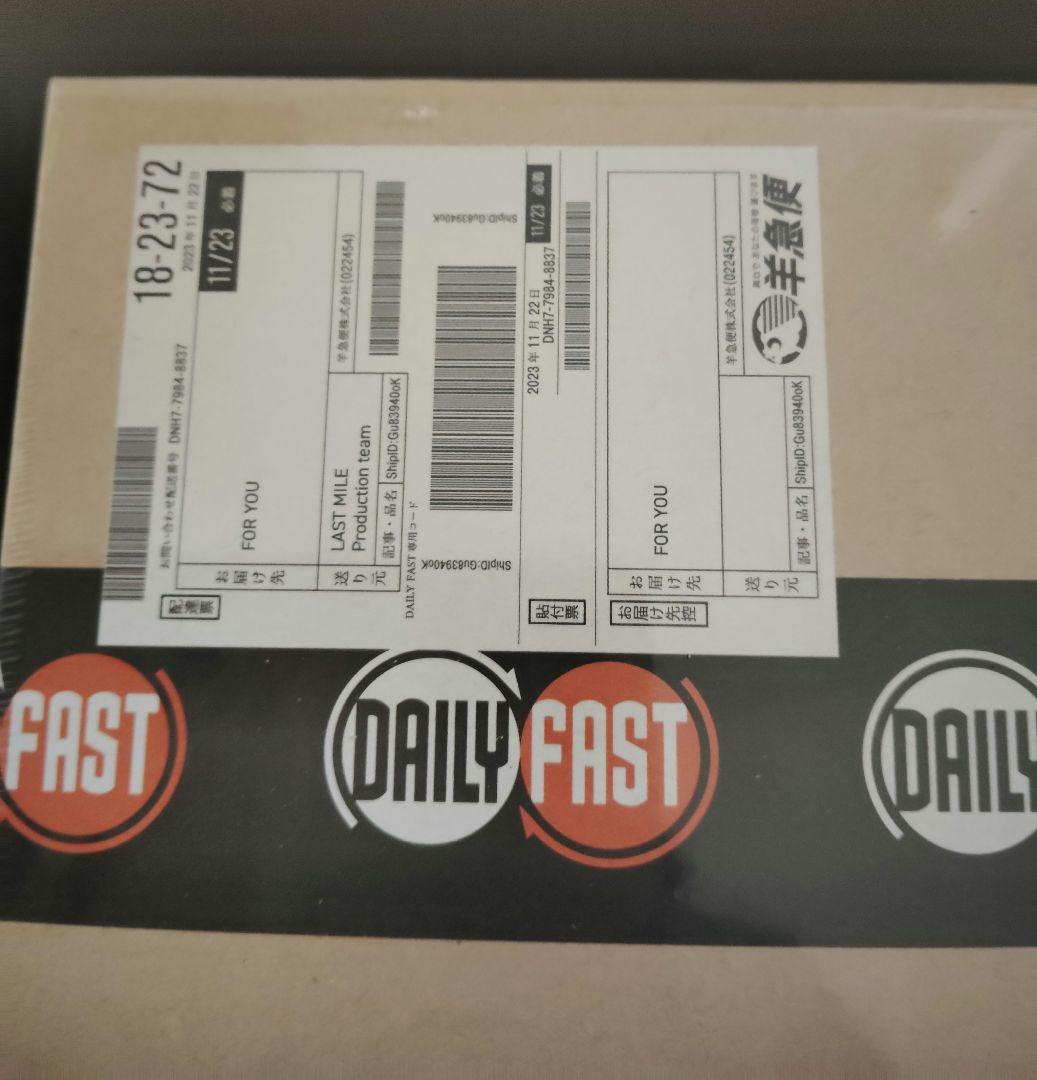 18-23-72
2023年11月22日
お問い合わせ配送番号 DNH7-7984-8837
11/23 必着
配達票
お届け先
FOR YOU
送り元
LAST MILE
Production team
羊急便株式会社(022454)
記事・品名
ShipID:Gu83940oK
DAILY FAST 専用コード
ShipID:Gu83940oK
ShipID:Gu83940oK
貼付票
2023年11月22日
11/23 必着
DNH7-7984-8837
お届け先控
お届け先
FOR YOU
送り元
羊急便株式会社(022454)
記事・品名
ShipID:Gu83940oK
羊急便
FAST
DAILY FAST
DAILY